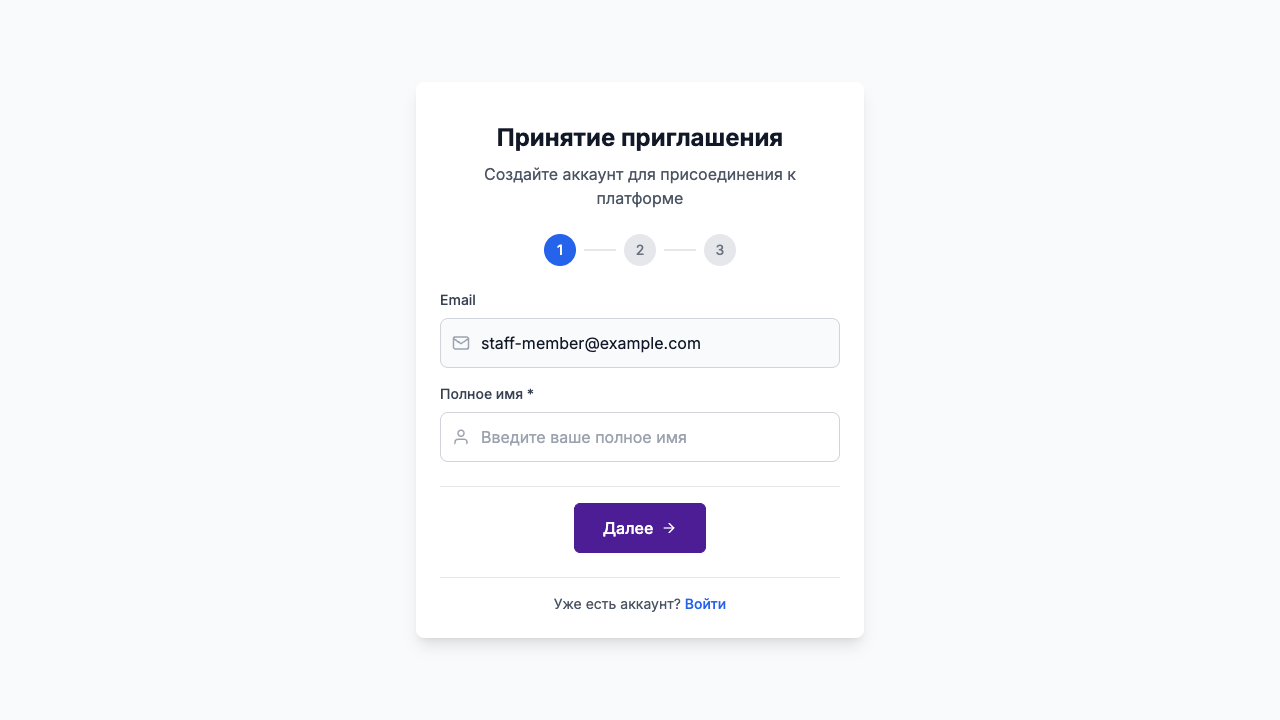 Принятие приглашения
Создайте аккаунт для присоединения к
платформе
1 2 3
Email
staff-member@example.com
Полное имя *
Введите ваше полное имя
Далее →
Уже есть аккаунт? Войти